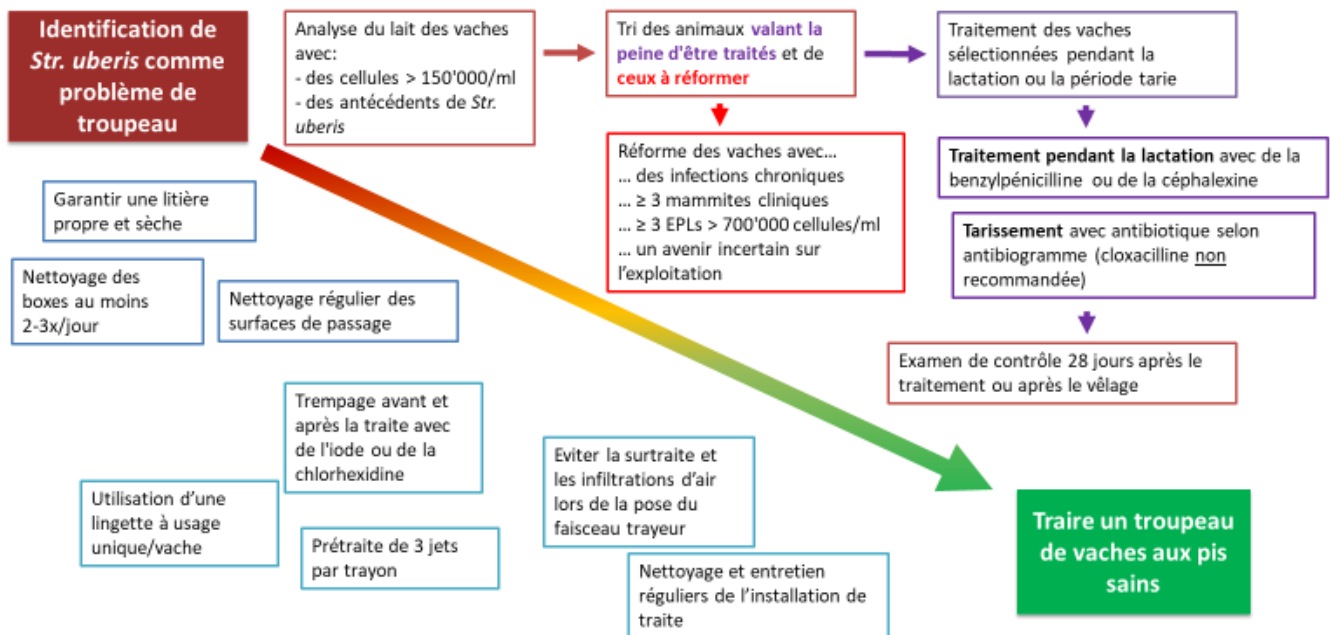 Identification de
Str. uberis comme
problème de
troupeau
Analyse du lait des vaches
avec:
- des cellules > 150'000/ml
- des antécédents de Str.
uberis
Tri des animaux valant la
peine d'être traités et de
ceux à réformer
Traitement des vaches
sélectionnées pendant la
lactation ou la période tarie
Réforme des vaches avec...
... des infections chroniques
... ≥ 3 mammites cliniques
... ≥ 3 EPLs > 700'000 cellules/ml
... un avenir incertain sur
l'exploitation
Traitement pendant la lactation avec de la
benzylpénicilline ou de la céphalexine
Tarissement avec antibiotique selon
antibiogramme (cloxacilline non
recommandée)
Examen de contrôle 28 jours après le
traitement ou après le vêlage
Garantir une litière
propre et sèche
Nettoyage des
boxes au moins
2-3x/jour
Nettoyage régulier des
surfaces de passage
Trempage avant et
après la traite avec
de l'iode ou de la
chlorhexidine
Utilisation d'une
lingette à usage
unique/vache
Prétraite de 3 jets
par trayon
Eviter la surtraite et
les infiltrations d'air
lors de la pose du
faisceau trayeur
Nettoyage et entretien
réguliers de l'installation de
traite
Traire un troupeau
de vaches aux pis
sains